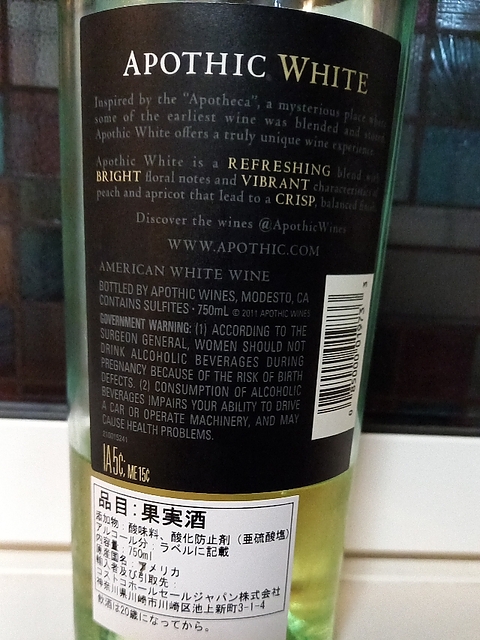 APOTHIC WHITE
Inspired by the "Apotheca", a mysterious place where
some of the earliest wine was blended and stored,
Apothic White offers a truly unique wine experience.
Apothic White is a REFRESHING blend with
BRIGHT floral notes and VIBRANT characteristics of
peach and apricot that lead to a CRISP, balanced finish.
Discover the wines @ApothicWines
WWW.APOTHIC.COM
AMERICAN WHITE WINE
BOTTLED BY APOTHIC WINES, MODESTO, CA
CONTAINS SULFITES • 750mL © 2011 APOTHIC WINES
GOVERNMENT WARNING: (1) ACCORDING TO THE
SURGEON GENERAL, WOMEN SHOULD NOT
DRINK ALCOHOLIC BEVERAGES DURING
PREGNANCY BECAUSE OF THE RISK OF BIRTH
DEFECTS. (2) CONSUMPTION OF ALCOHOLIC
BEVERAGES IMPAIRS YOUR ABILITY TO DRIVE
A CAR OR OPERATE MACHINERY, AND MAY
CAUSE HEALTH PROBLEMS.
IA 5¢; ME 15¢
品目:果実酒
添加物:酸味料、酸化防止剤(亜硫酸塩)
アルコール分:ラベルに記載
内容量:750ml
原産国名:アメリカ
輸入者及び引取先:
コストコホールセールジャパン株式会社
神奈川県川崎市川崎区池上新町3-1-4
飲酒は20歳になってから。